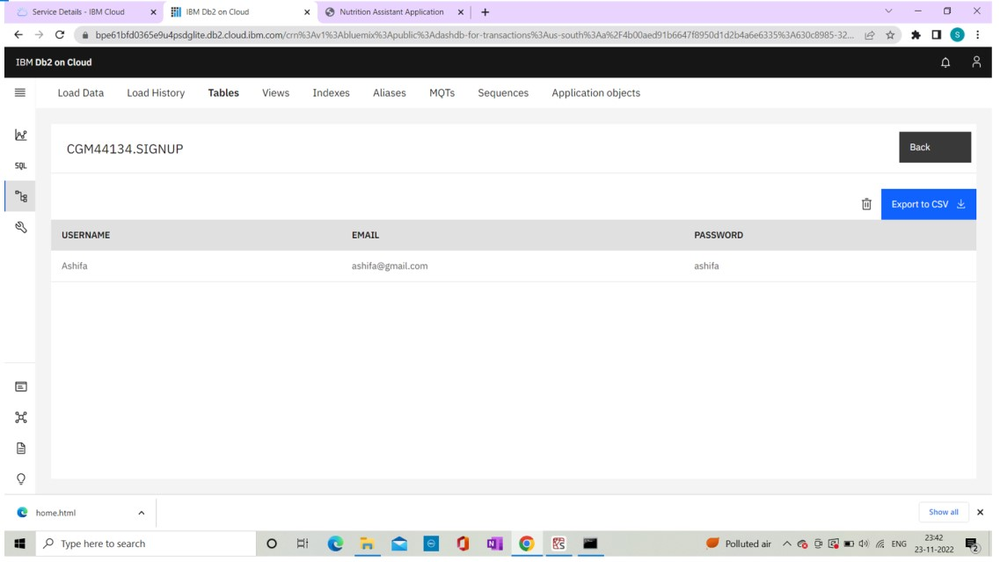 Service Details - IBM Cloud
IBM Db2 on Cloud
Nutrition Assistant Application
bpe61bfd0365e9u4psdglite.db2.cloud.ibm.com/crn%3Av1%3Abluemix%3Apublic%3Adashdb-for-transactions%3Aus-south%3Aa%2F4b00aed91b6647f8950d1d2b4a6e6335%3A630c8985-32...
S
IBM Db2 on Cloud
Load Data Load History Tables Views Indexes Aliases MQTs Sequences Application objects
CGM44134.SIGNUP
Back
SQL
Export to CSV
USERNAME EMAIL PASSWORD
Ashifa ashifa@gmail.com ashifa
home.html
Show all
Type here to search
Polluted air
ENG
23:42
23-11-2022
2